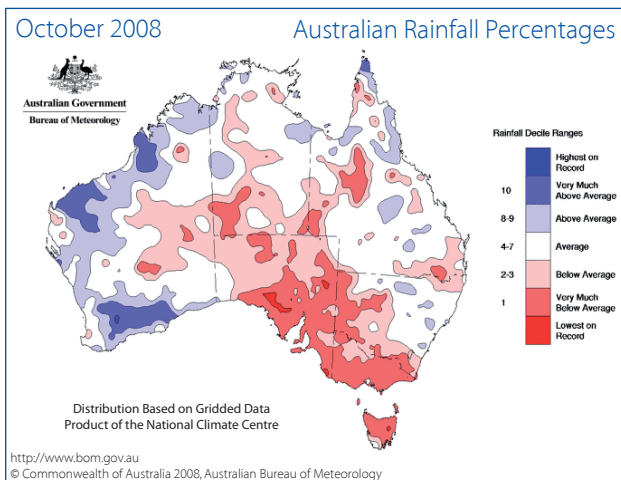 October 2008
Australian Rainfall Percentages
Australian Government
Bureau of Meteorology
Rainfall Decile Ranges
Highest on
Record
10
Very Much
Above Average
8-9
Above Average
4-7
Average
2-3
Below Average
1
Very Much
Below Average
Lowest on
Record
Distribution Based on Gridded Data
Product of the National Climate Centre
http://www.bom.gov.au
© Commonwealth of Australia 2008, Australian Bureau of Meteorology